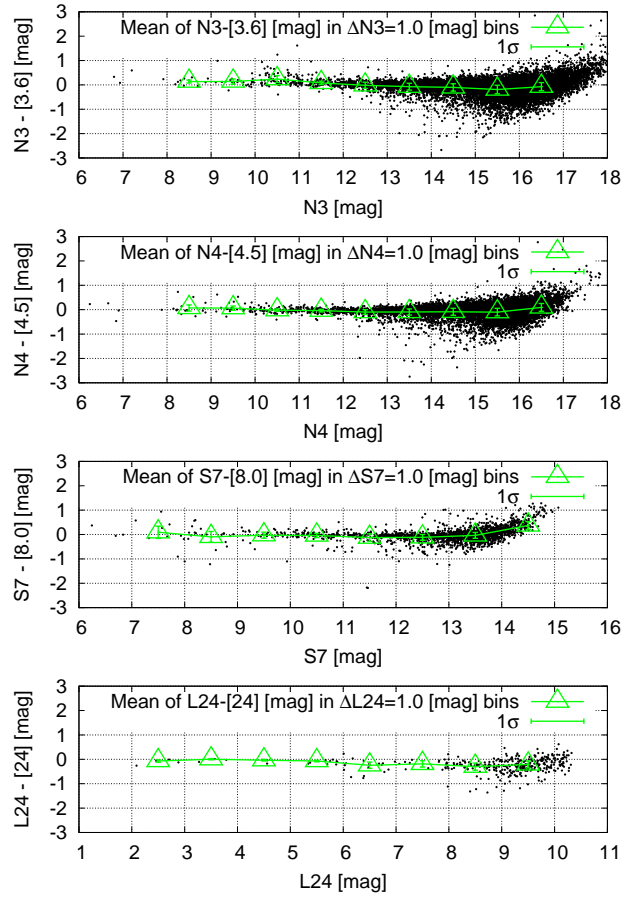 Mean of N3-[3.6] [mag] in ΔN3=1.0 [mag] bins
1σ
3
2
1
0
-1
-2
-3
N3 - [3.6] [mag]
6 7 8 9 10 11 12 13 14 15 16 17 18
N3 [mag]
Mean of N4-[4.5] [mag] in ΔN4=1.0 [mag] bins
1σ
3
2
1
0
-1
-2
-3
N4 - [4.5] [mag]
6 7 8 9 10 11 12 13 14 15 16 17 18
N4 [mag]
Mean of S7-[8.0] [mag] in ΔS7=1.0 [mag] bins
1σ
3
2
1
0
-1
-2
-3
S7 - [8.0] [mag]
6 7 8 9 10 11 12 13 14 15 16
S7 [mag]
Mean of L24-[24] [mag] in ΔL24=1.0 [mag] bins
1σ
3
2
1
0
-1
-2
-3
L24 - [24] [mag]
1 2 3 4 5 6 7 8 9 10 11
L24 [mag]